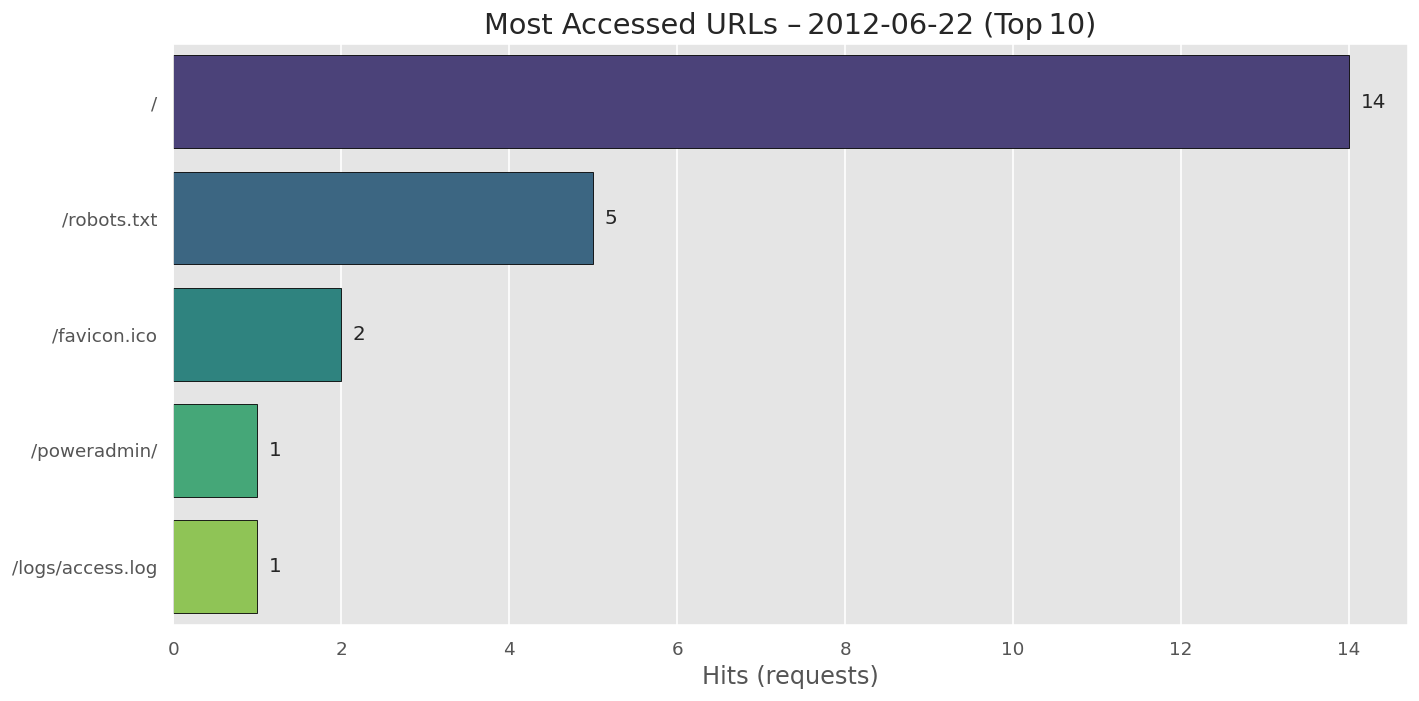 Most Accessed URLs – 2012-06-22 (Top 10)
/
14
/robots.txt
5
/favicon.ico
2
/poweradmin/
1
/logs/access.log
1
0 2 4 6 8 10 12 14
Hits (requests)